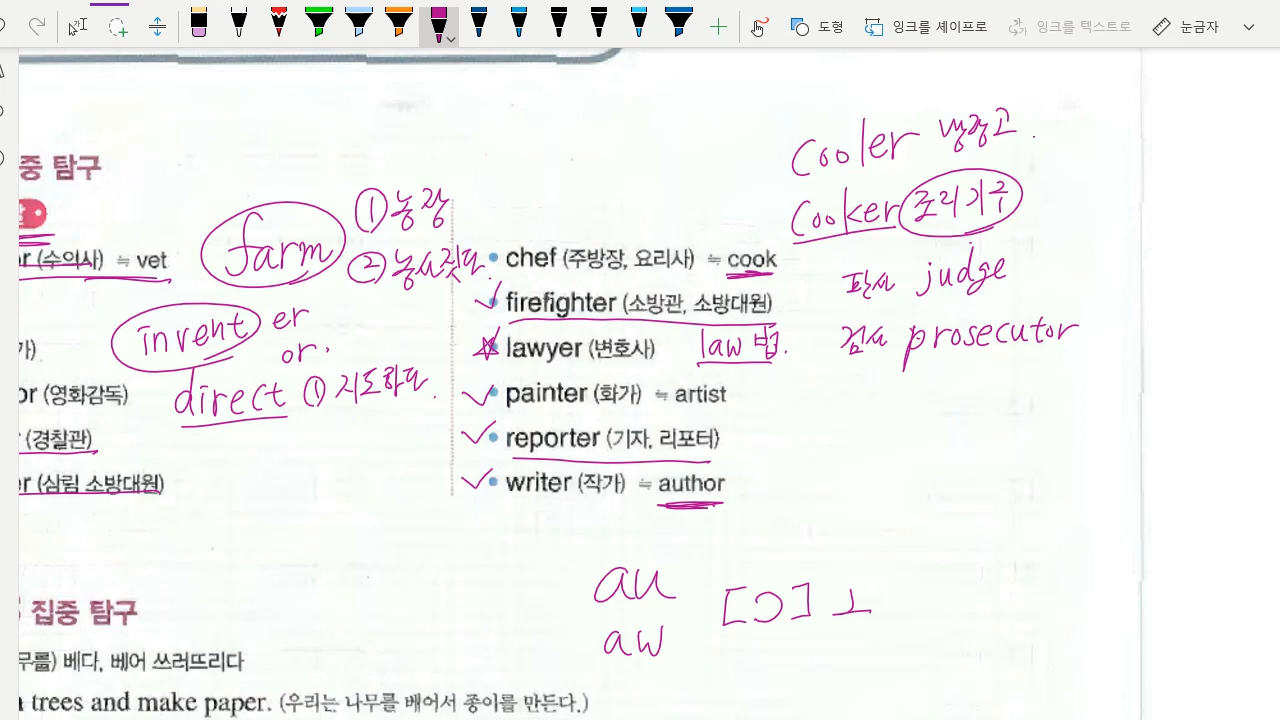 도형
잉크를 셰이프로
잉크를 텍스트로
눈금자
중 탐구
or (수의사) ≒ vet
가)
or (영화감독)
r (경찰관)
er (삼림 소방대원)
farm
① 농장
② 농사짓다.
invent er
or.
direct ① 지도하다.
• chef (주방장, 요리사) ≒ cook
• firefighter (소방관, 소방대원)
• lawyer (변호사) law 법.
• painter (화가) ≒ artist
• reporter (기자, 리포터)
• writer (작가) ≒ author
Cooler 냉장고.
Cooker 조리기구
판사 judge
검사 prosecutor
au
aw
[ɔ] ㅗ
집중 탐구
무를) 베다, 베어 쓰러뜨리다
n trees and make paper. (우리는 나무를 베어서 종이를 만든다.)